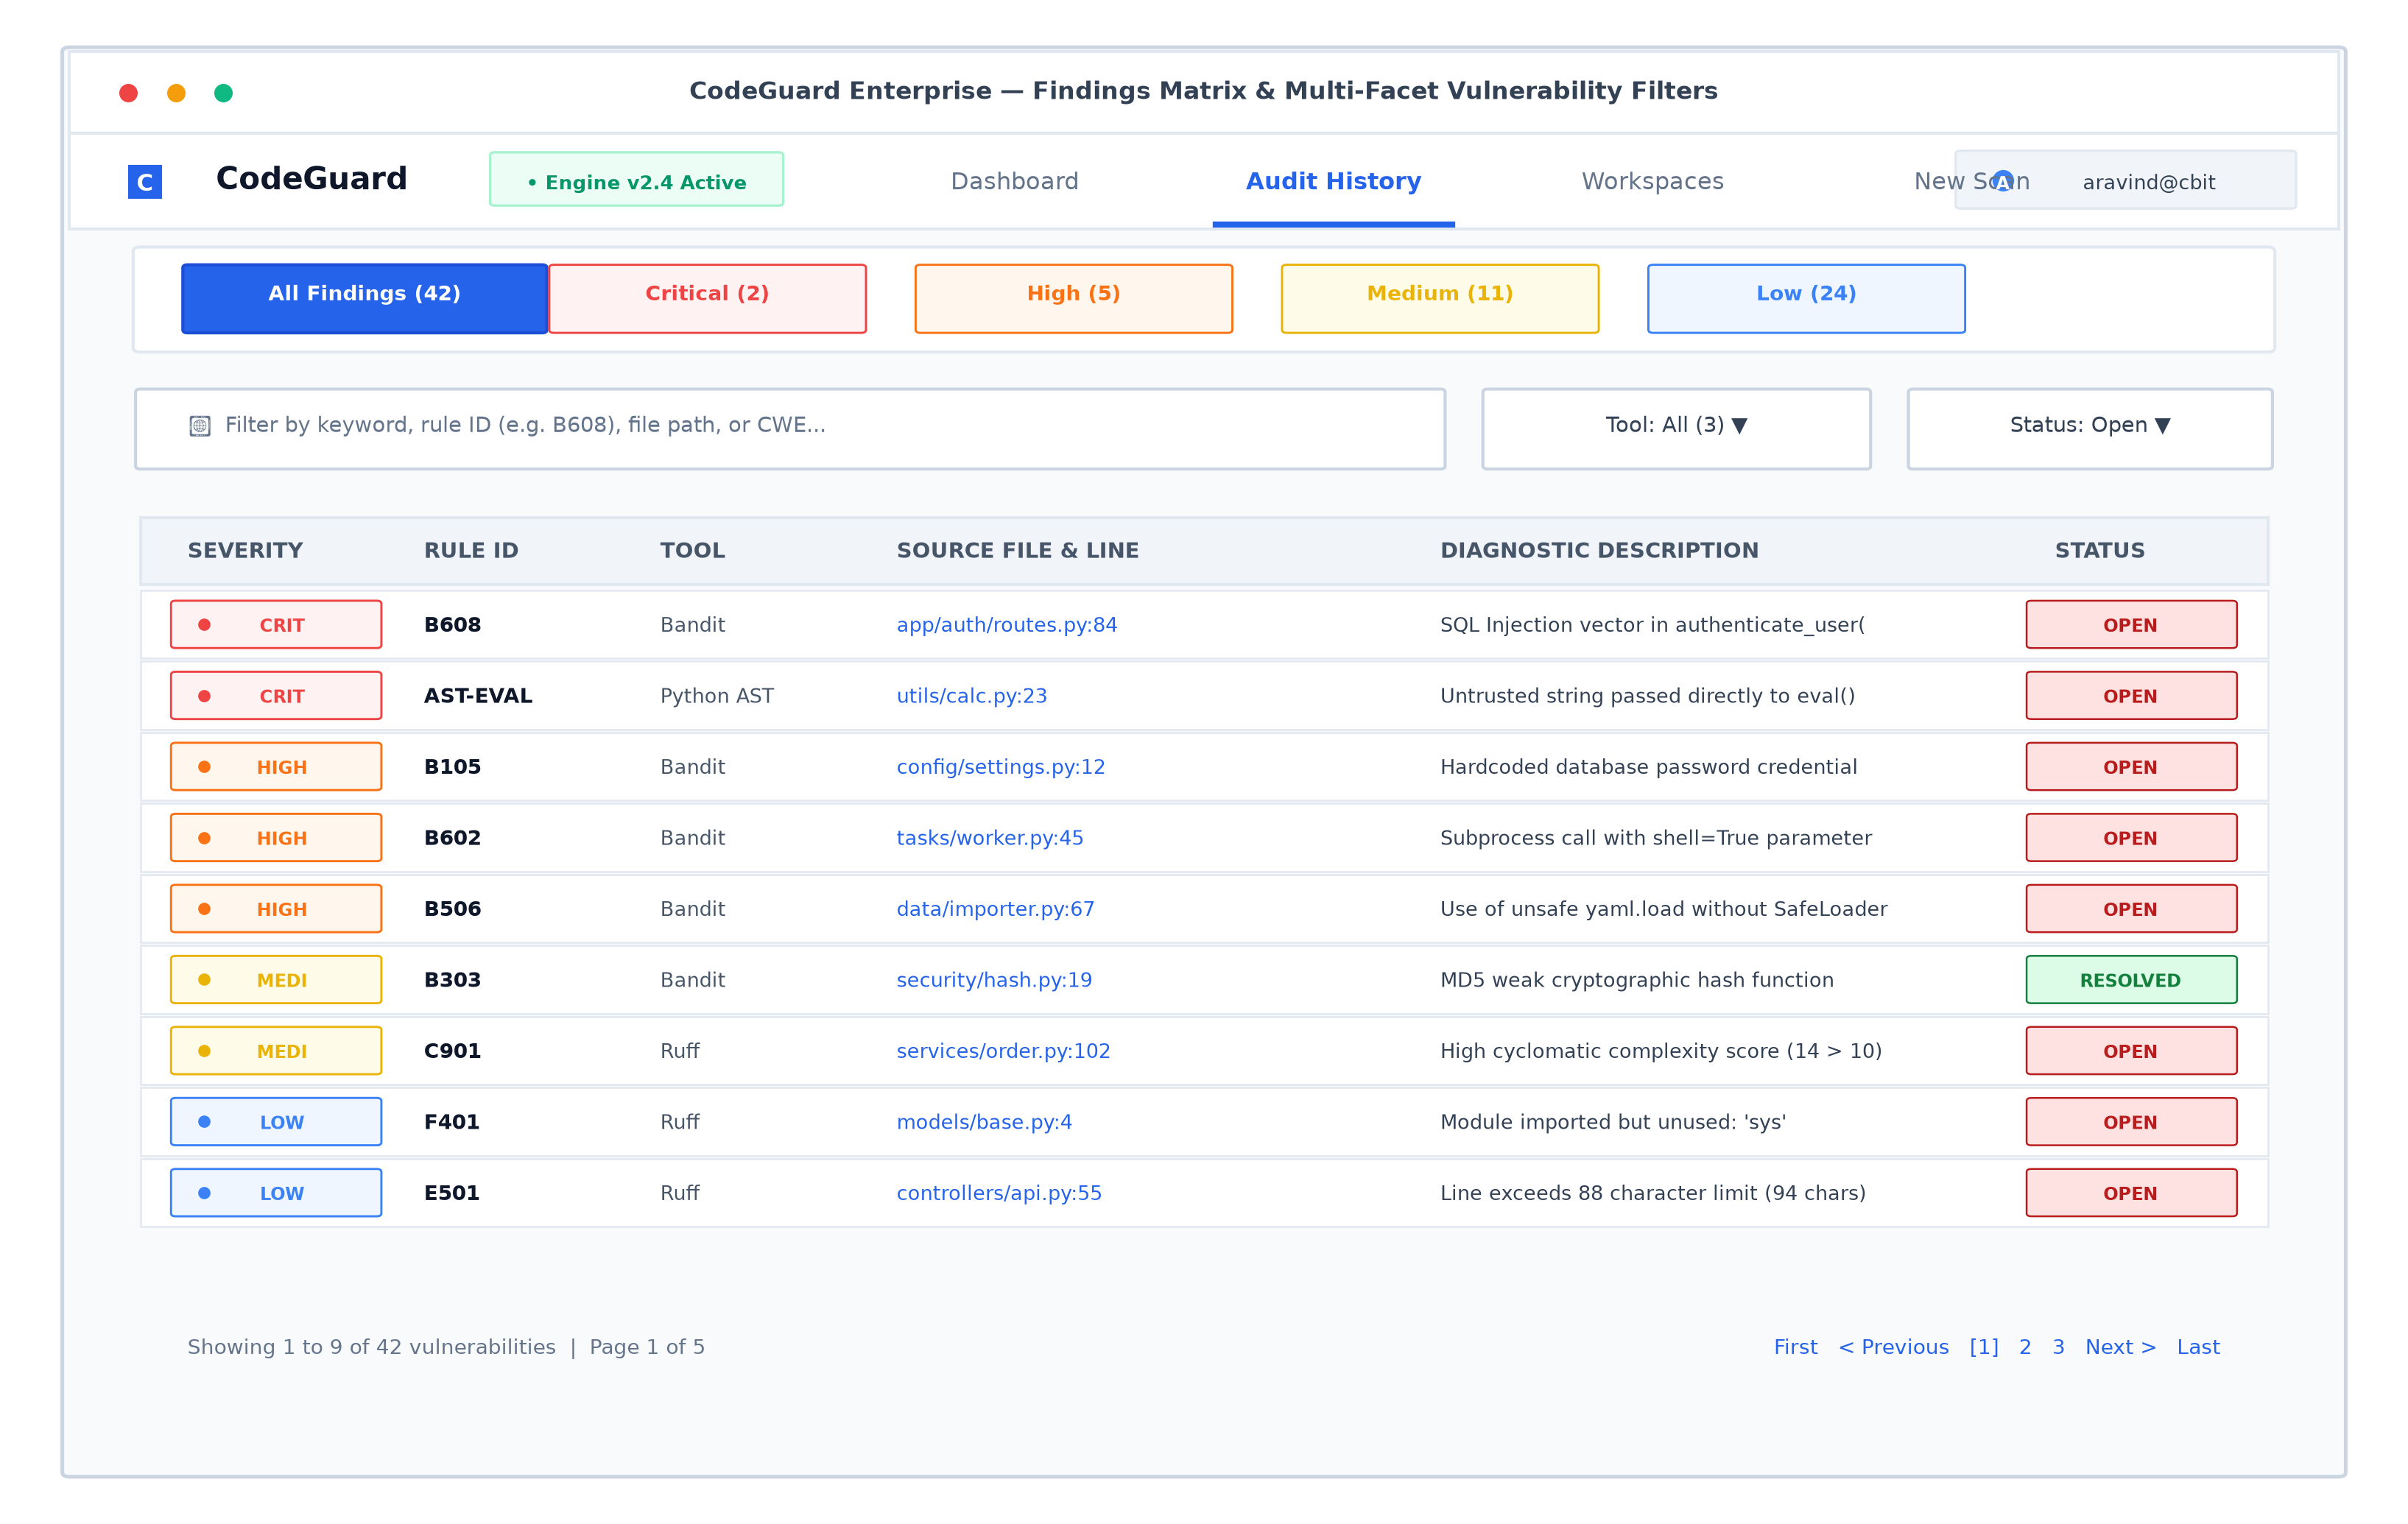 CodeGuard Enterprise — Findings Matrix & Multi-Facet Vulnerability Filters
C CodeGuard • Engine v2.4 Active Dashboard Audit History Workspaces New Scan A aravind@cbit
All Findings (42) Critical (2) High (5) Medium (11) Low (24)
Filter by keyword, rule ID (e.g. B608), file path, or CWE... Tool: All (3) ▼ Status: Open ▼
SEVERITY RULE ID TOOL SOURCE FILE & LINE DIAGNOSTIC DESCRIPTION STATUS
CRIT B608 Bandit app/auth/routes.py:84 SQL Injection vector in authenticate_user( OPEN
CRIT AST-EVAL Python AST utils/calc.py:23 Untrusted string passed directly to eval() OPEN
HIGH B105 Bandit config/settings.py:12 Hardcoded database password credential OPEN
HIGH B602 Bandit tasks/worker.py:45 Subprocess call with shell=True parameter OPEN
HIGH B506 Bandit data/importer.py:67 Use of unsafe yaml.load without SafeLoader OPEN
MEDI B303 Bandit security/hash.py:19 MD5 weak cryptographic hash function RESOLVED
MEDI C901 Ruff services/order.py:102 High cyclomatic complexity score (14 > 10) OPEN
LOW F401 Ruff models/base.py:4 Module imported but unused: 'sys' OPEN
LOW E501 Ruff controllers/api.py:55 Line exceeds 88 character limit (94 chars) OPEN
Showing 1 to 9 of 42 vulnerabilities | Page 1 of 5 First < Previous [1] 2 3 Next > Last